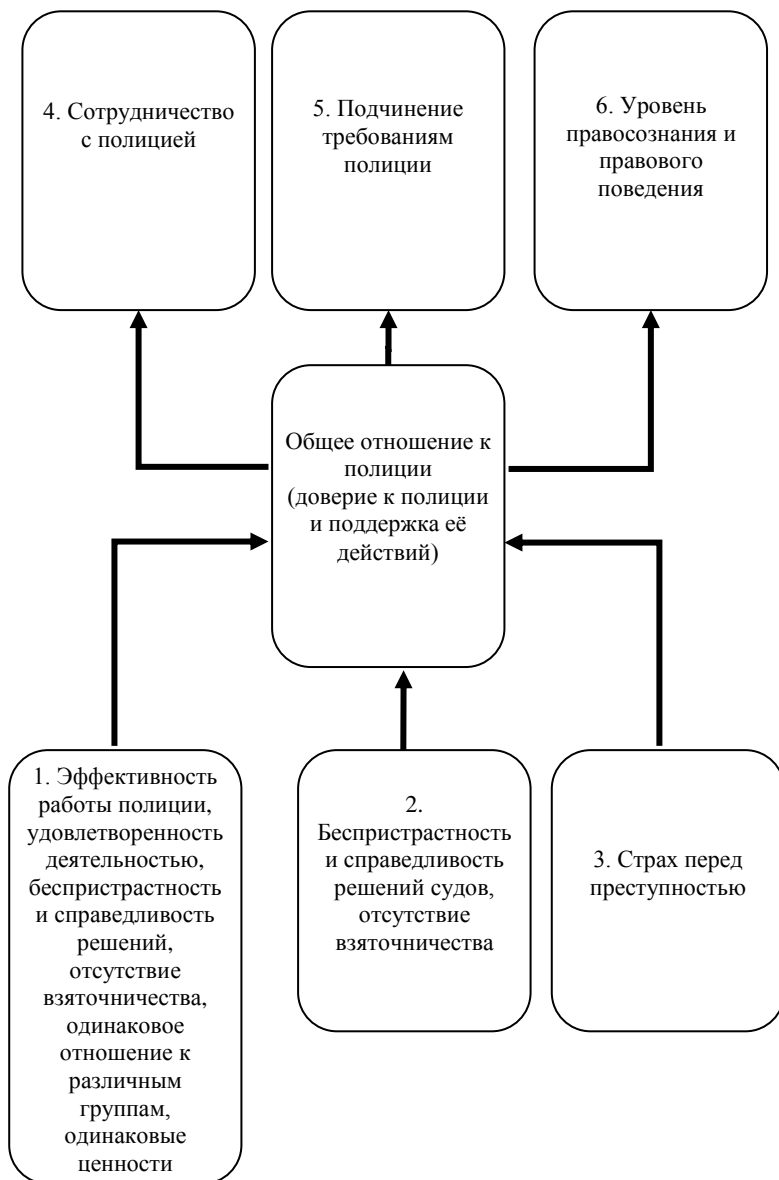 4. Сотрудничество
с полицией
5. Подчинение
требованиям
полиции
6. Уровень
правосознания и
правового
поведения
Общее отношение к
полиции
(доверие к полиции
и поддержка её
действий)
1. Эффективность
работы полиции,
удовлетворенность
деятельностью,
беспристрастность
и справедливость
решений,
отсутствие
взяточничества,
одинаковое
отношение к
различным
группам,
одинаковые
ценности
2.
Беспристрастность
и справедливость
решений судов,
отсутствие
взяточничества
3. Страх перед
преступностью